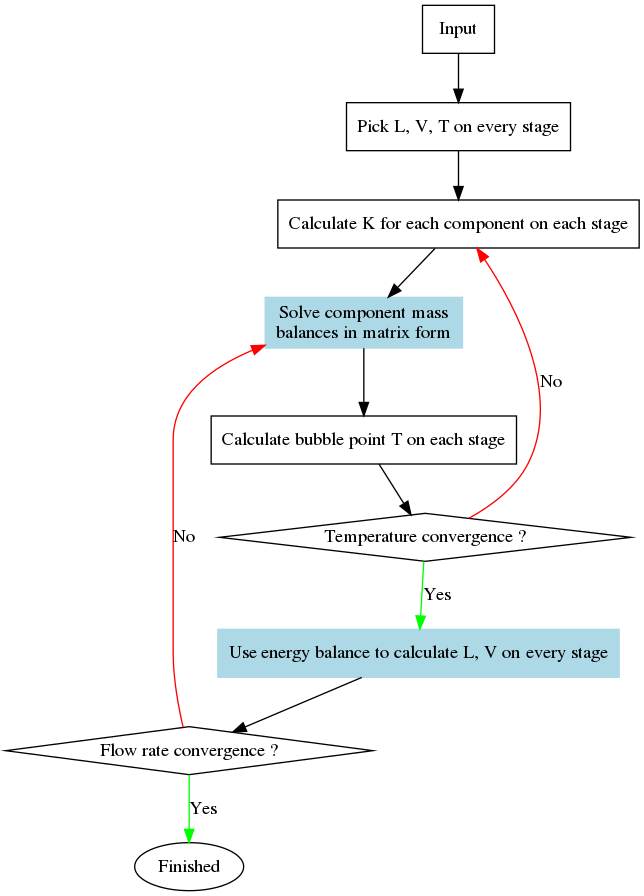 Input
Pick L, V, T on every stage
Calculate K for each component on each stage
Solve component mass
balances in matrix form
No
Calculate bubble point T on each stage
No
Temperature convergence ?
Yes
Use energy balance to calculate L, V on every stage
Flow rate convergence ?
Yes
Finished